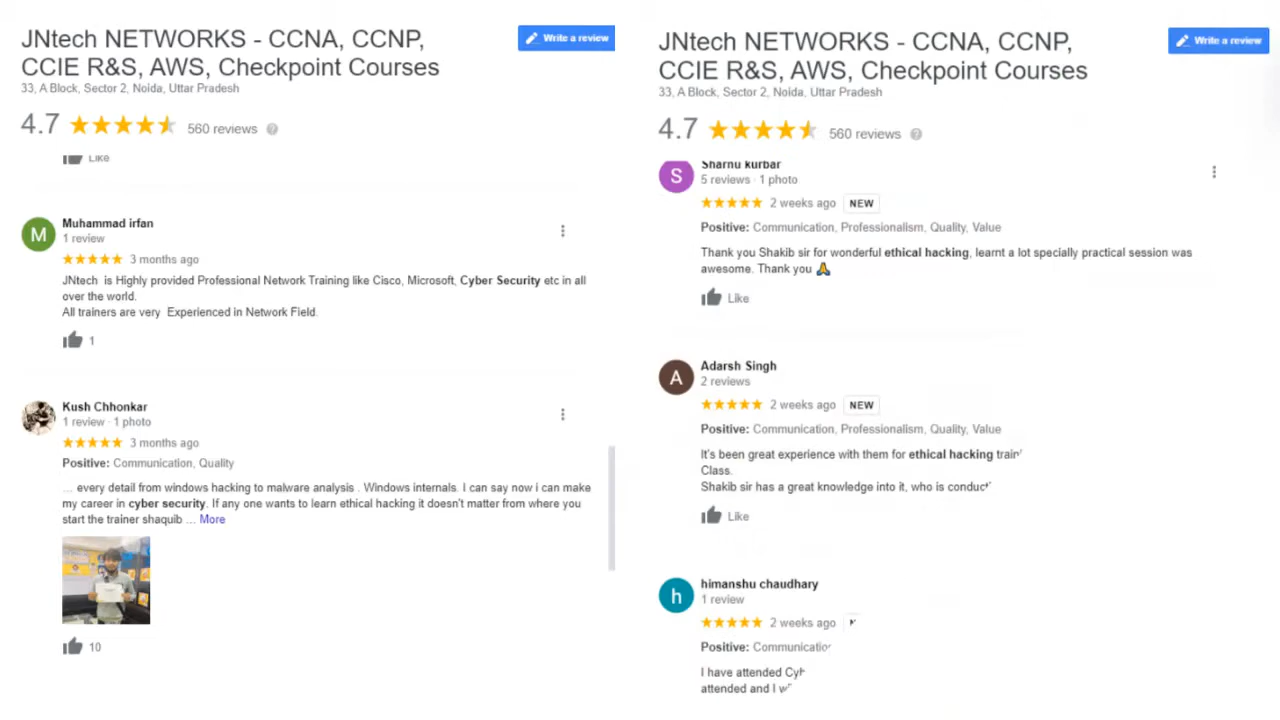 JNtech NETWORKS - CCNA, CCNP,
CCIE R&S, AWS, Checkpoint Courses
33, A Block, Sector 2, Noida, Uttar Pradesh
Write a review
4.7
560 reviews
Like
M
Muhammad irfan
1 review
3 months ago
JNtech is Highly provided Professional Network Training like Cisco, Microsoft, Cyber Security etc in all
over the world.
All trainers are very Experienced in Network Field.
1
Kush Chhonkar
1 review · 1 photo
3 months ago
Positive: Communication, Quality
... every detail from windows hacking to malware analysis . Windows internals. I can say now i can make
my career in cyber security. If any one wants to learn ethical hacking it doesn't matter from where you
start the trainer shaquib ... More
10
JNtech NETWORKS - CCNA, CCNP,
CCIE R&S, AWS, Checkpoint Courses
33, A Block, Sector 2, Noida, Uttar Pradesh
Write a review
4.7
560 reviews
S
Sharnu kurbar
5 reviews · 1 photo
2 weeks ago NEW
Positive: Communication, Professionalism, Quality, Value
Thank you Shakib sir for wonderful ethical hacking, learnt a lot specially practical session was
awesome. Thank you 🙏
Like
A
Adarsh Singh
2 reviews
2 weeks ago NEW
Positive: Communication, Professionalism, Quality, Value
It's been great experience with them for ethical hacking
Class.
Shakib sir has a great knowledge into it, who is
Like
h
himanshu chaudhary
1 review
2 weeks ago
Positive:
I have attended
attended and I